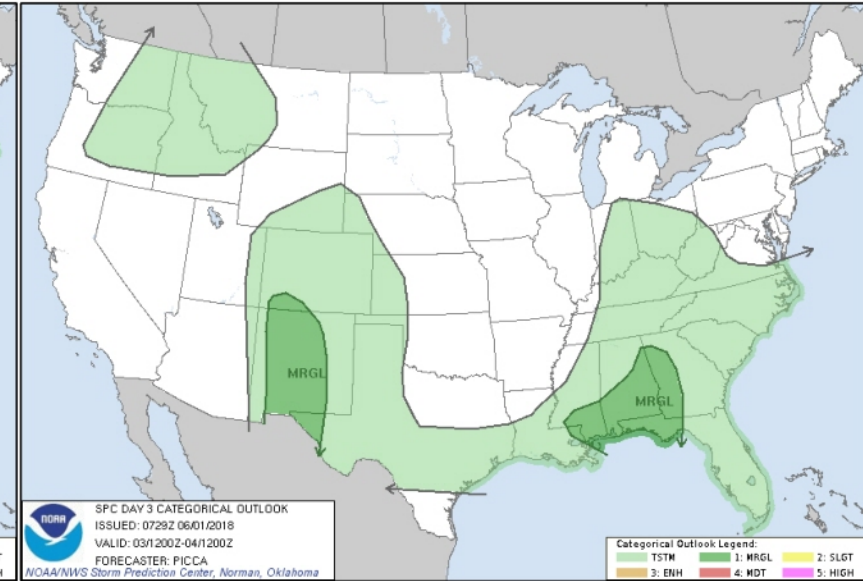 MRGL
MRGL
NOAA
SPC DAY 3 CATEGORICAL OUTLOOK
ISSUED: 0729Z 06/01/2018
VALID: 03/1200Z-04/1200Z
FORECASTER: PICCA
NOAA/NWS Storm Prediction Center, Norman, Oklahoma
Categorical Outlook Legend:
TSTM 1: MRGL 2: SLGT
3: ENH 4: MDT 5: HIGH